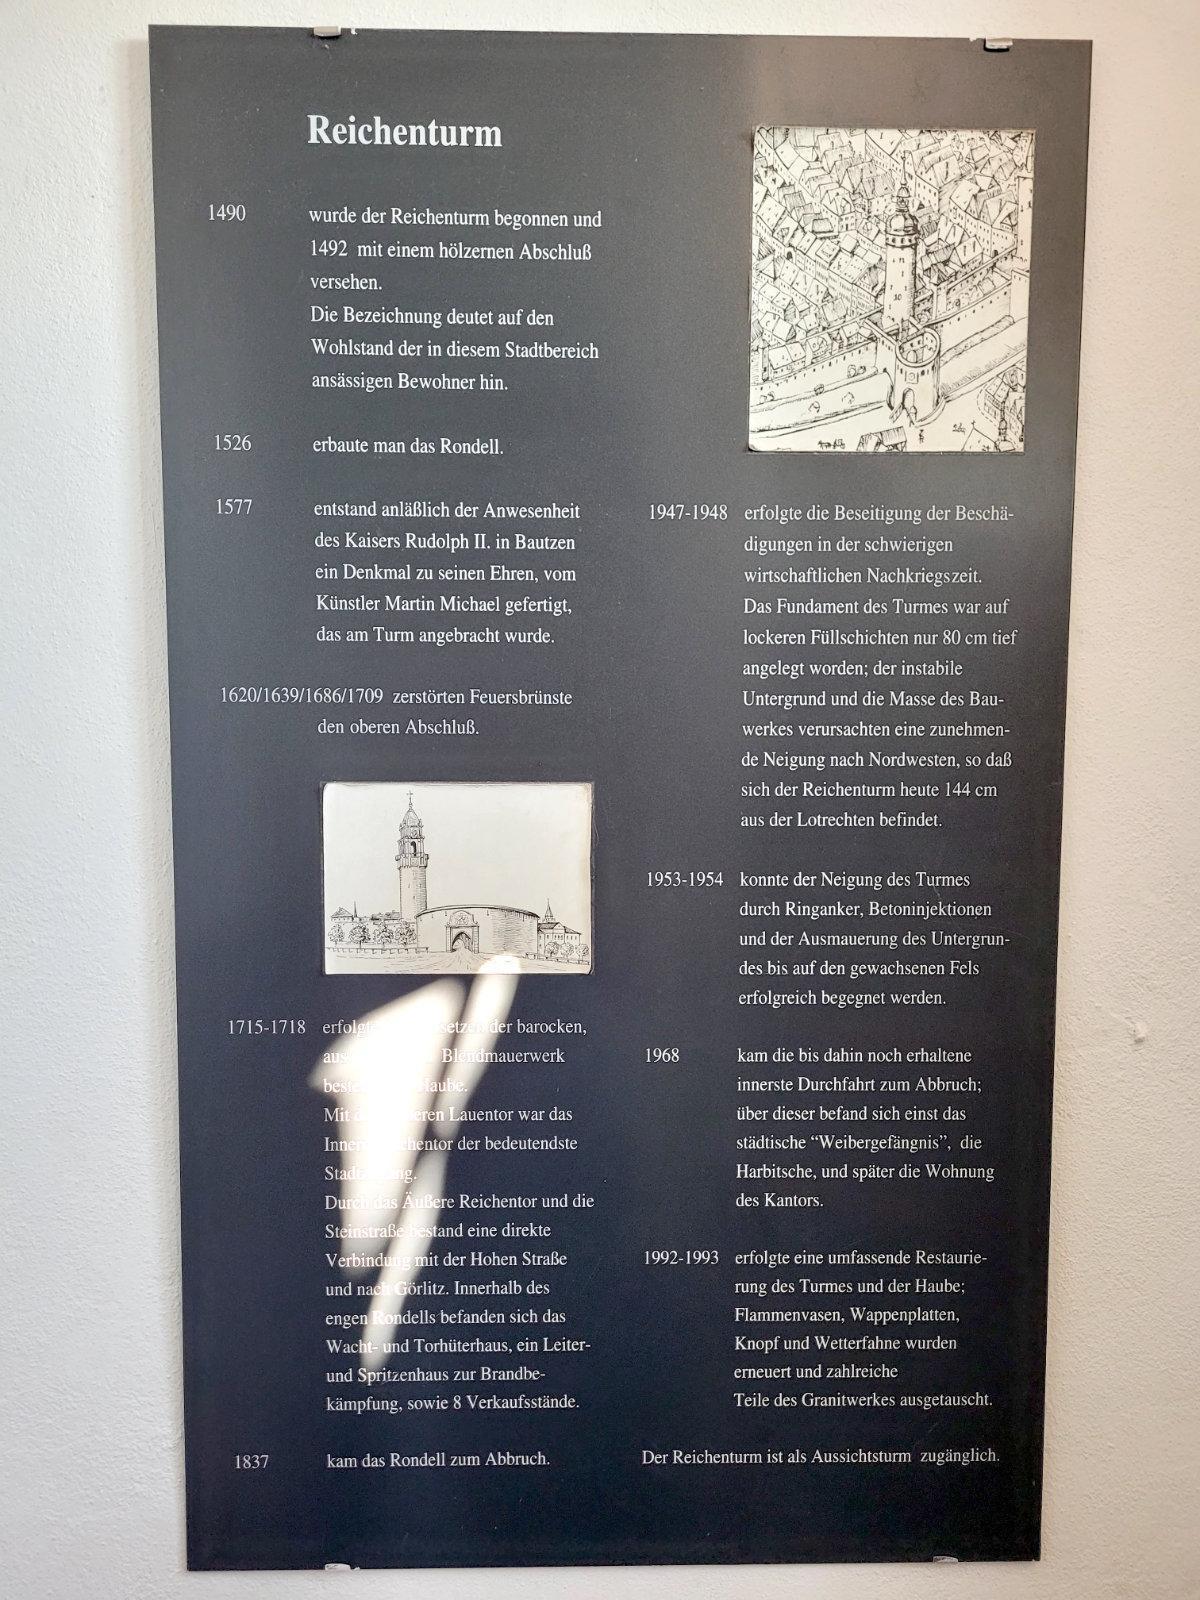 Reichenturm
1490 wurde der Reichenturm begonnen und
1492 mit einem hölzernen Abschluß
versehen.
Die Bezeichnung deutet auf den
Wohlstand der in diesem Stadtbereich
ansässigen Bewohner hin.
1526 erbaute man das Rondell.
1577 entstand anläßlich der Anwesenheit
des Kaisers Rudolph II. in Bautzen
ein Denkmal zu seinen Ehren, vom
Künstler Martin Michael gefertigt,
das am Turm angebracht wurde.
1620/1639/1686/1709 zerstörten Feuersbrünste
den oberen Abschluß.
1715-1718 der barocken,
Blendmauerwerk
Haube.
Mit Lauentor war das
der bedeutendste
Durch das Äußere Reichentor und die
Steinstraße bestand eine direkte
Verbindung mit der Hohen Straße
und nach Görlitz. Innerhalb des
engen Rondells befanden sich das
Wacht- und Torhüterhaus, ein Leiter-
und Spritzenhaus zur Brandbe-
kämpfung, sowie 8 Verkaufsstände.
1837 kam das Rondell zum Abbruch.
1947-1948 erfolgte die Beseitigung der Beschä-
digungen in der schwierigen
wirtschaftlichen Nachkriegszeit.
Das Fundament des Turmes war auf
lockeren Füllschichten nur 80 cm tief
angelegt worden; der instabile
Untergrund und die Masse des Bau-
werkes verursachten eine zunehmen-
de Neigung nach Nordwesten, so daß
sich der Reichenturm heute 144 cm
aus der Lotrechten befindet.
1953-1954 konnte der Neigung des Turmes
durch Ringanker, Betoninjektionen
und der Ausmauerung des Untergrun-
des bis auf den gewachsenen Fels
erfolgreich begegnet werden.
1968 kam die bis dahin noch erhaltene
innerste Durchfahrt zum Abbruch;
über dieser befand sich einst das
städtische “Weibergefängnis”, die
Harbitsche, und später die Wohnung
des Kantors.
1992-1993 erfolgte eine umfassende Restaurie-
rung des Turmes und der Haube;
Flammenvasen, Wappenplatten,
Knopf und Wetterfahne wurden
erneuert und zahlreiche
Teile des Granitwerkes ausgetauscht.
Der Reichenturm ist als Aussichtsturm zugänglich.